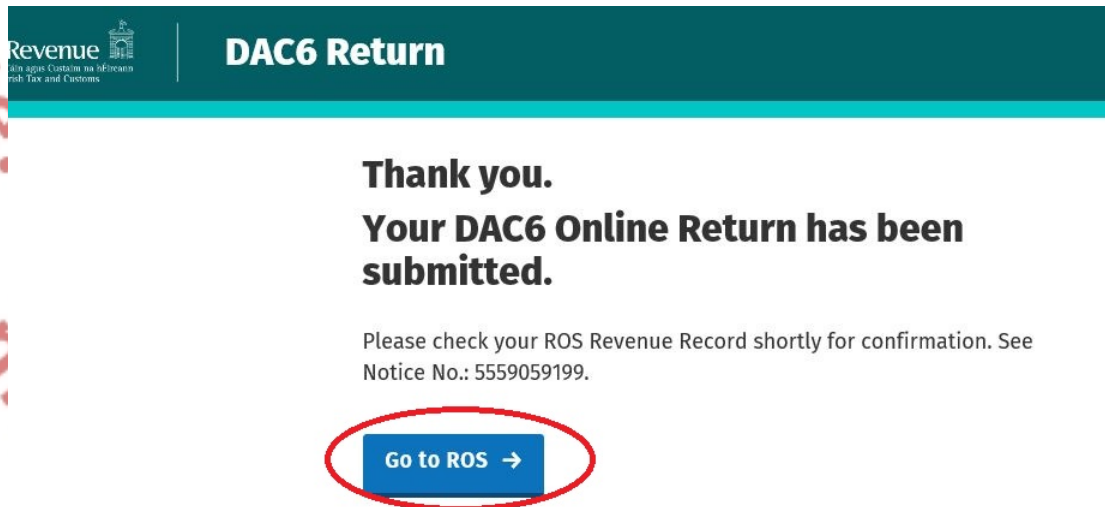 Revenue
Cáin agus Custaim na hÉireann
Irish Tax and Customs
DAC6 Return
Thank you.
Your DAC6 Online Return has been
submitted.
Please check your ROS Revenue Record shortly for confirmation. See
Notice No.: 5559059199.
Go to ROS →